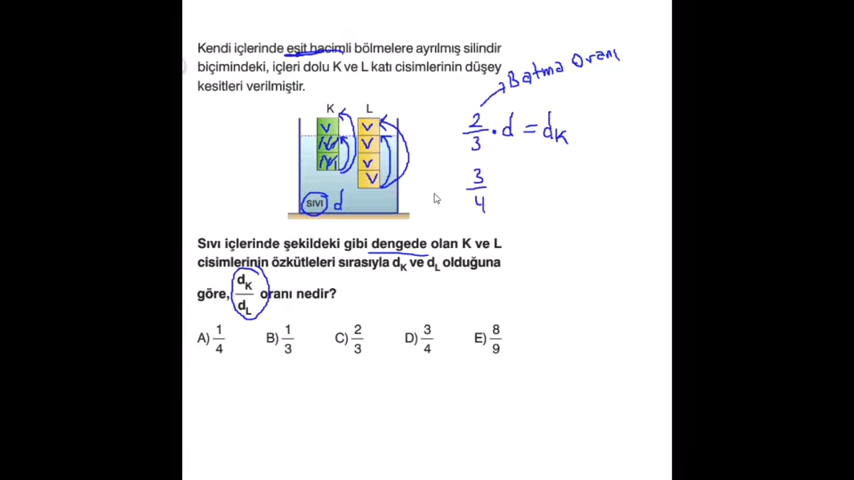 Kendi içlerinde eşit hacimli bölmelere ayrılmış silindir
biçimindeki, içleri dolu K ve L katı cisimlerinin düşey
kesitleri verilmiştir.
Batma Oranı
K L
V V
V V
V V
V
SIVI d
2/3 · d = dK
3/4
Sıvı içlerinde şekildeki gibi dengede olan K ve L
cisimlerinin özkütleleri sırasıyla dK ve dL olduğuna
göre, dK/dL oranı nedir?
A) 1/4 B) 1/3 C) 2/3 D) 3/4 E) 8/9